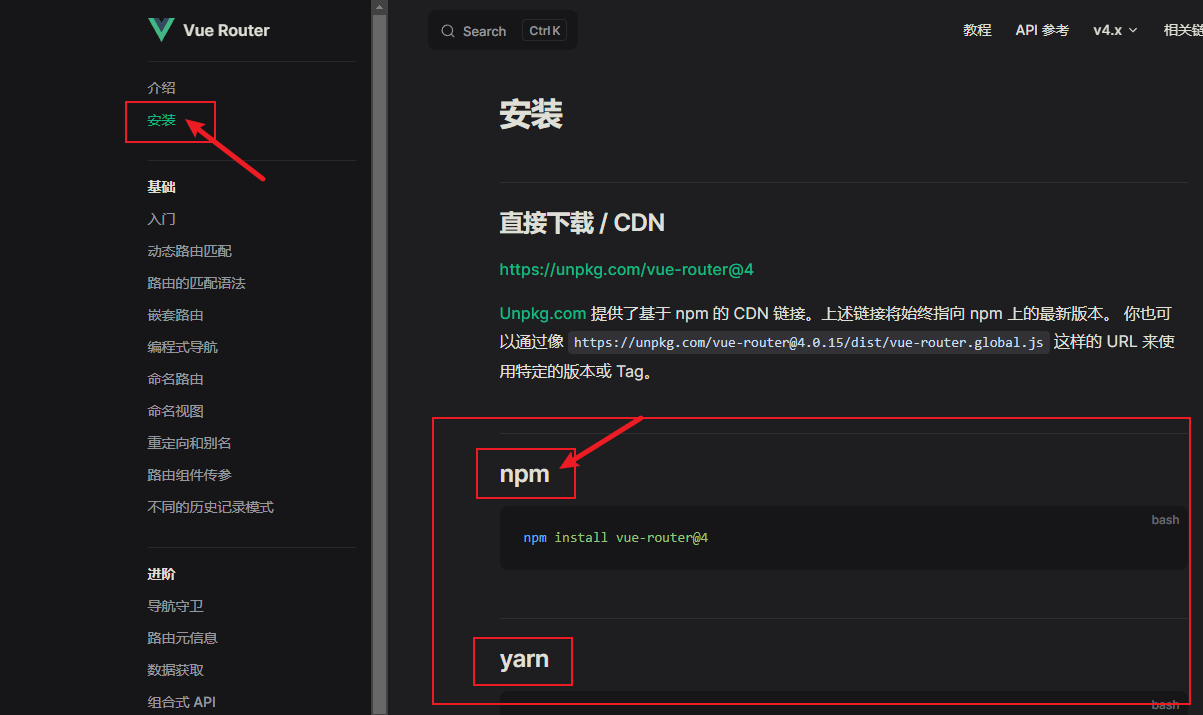 Vue Router
介绍
安装
基础
入门
动态路由匹配
路由的匹配语法
嵌套路由
编程式导航
命名路由
命名视图
重定向和别名
路由组件传参
不同的历史记录模式
进阶
导航守卫
路由元信息
数据获取
组合式 API
Search Ctrl K
教程 API 参考 v4.x 相关链
安装
直接下载 / CDN
https://unpkg.com/vue-router@4
Unpkg.com 提供了基于 npm 的 CDN 链接。上述链接将始终指向 npm 上的最新版本。 你也可
以通过像 https://unpkg.com/vue-router@4.0.15/dist/vue-router.global.js 这样的 URL 来使
用特定的版本或 Tag。
npm
bash
npm install vue-router@4
yarn
bash